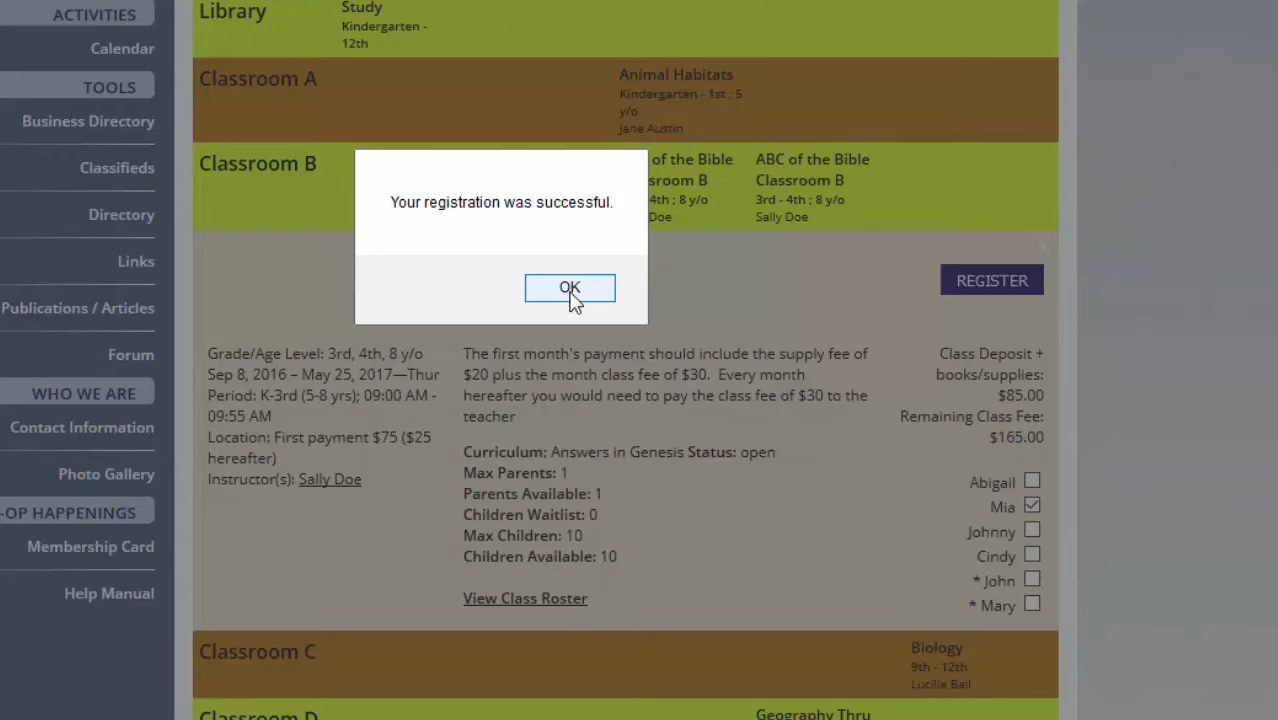 ACTIVITIES
Calendar
TOOLS
Business Directory
Classifieds
Directory
Links
Publications / Articles
Forum
WHO WE ARE
Contact Information
Photo Gallery
-OP HAPPENINGS
Membership Card
Help Manual
Library
Study
Kindergarten -
12th
Classroom A
Animal Habitats
Kindergarten - 1st ; 5
y/o
Jane Austin
Classroom B
of the Bible
sroom B
4th ; 8 y/o
Doe
ABC of the Bible
Classroom B
3rd - 4th ; 8 y/o
Sally Doe
Your registration was successful.
OK
REGISTER
Grade/Age Level: 3rd, 4th, 8 y/o
Sep 8, 2016 – May 25, 2017—Thur
Period: K-3rd (5-8 yrs); 09:00 AM -
09:55 AM
Location: First payment $75 ($25
hereafter)
Instructor(s): Sally Doe
The first month's payment should include the supply fee of
$20 plus the month class fee of $30. Every month
hereafter you would need to pay the class fee of $30 to the
teacher
Curriculum: Answers in Genesis Status: open
Max Parents: 1
Parents Available: 1
Children Waitlist: 0
Max Children: 10
Children Available: 10
View Class Roster
Class Deposit +
books/supplies:
$85.00
Remaining Class Fee:
$165.00
Abigail
Mia
Johnny
Cindy
* John
* Mary
Classroom C
Biology
9th - 12th
Lucille Ball
Classroom D
Geography Thru